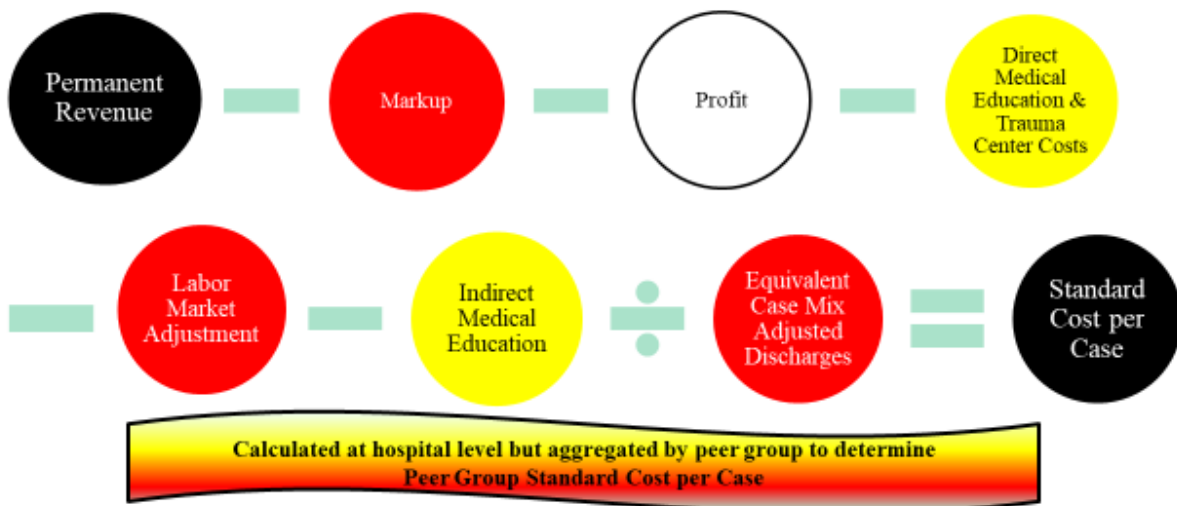 Permanent
Revenue
Markup
Profit
Direct
Medical
Education &
Trauma
Center Costs
Labor
Market
Adjustment
Indirect
Medical
Education
Equivalent
Case Mix
Adjusted
Discharges
Standard
Cost per
Case
Calculated at hospital level but aggregated by peer group to determine
Peer Group Standard Cost per Case